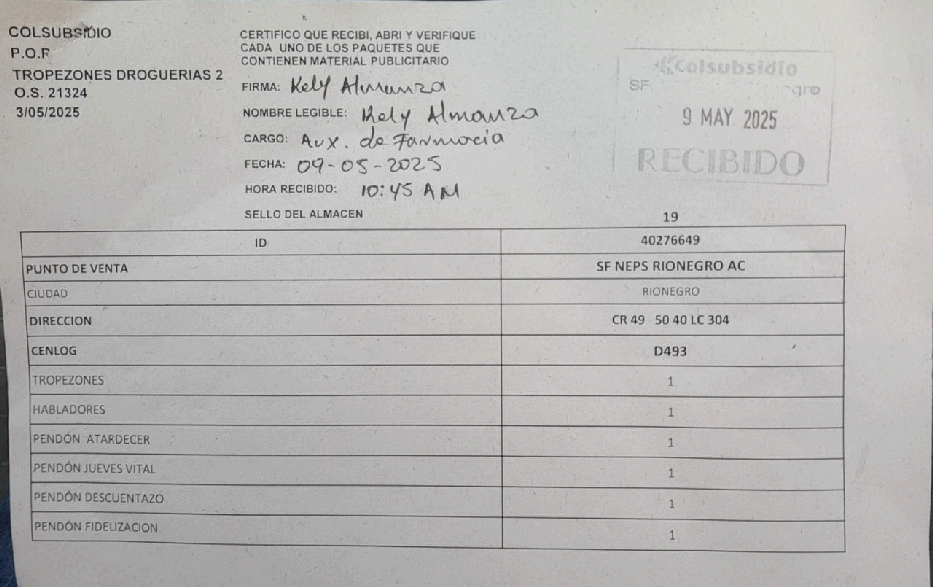 COLSUBSIDIO
P.O.F
TROPEZONES DROGUERIAS 2
O.S. 21324
3/05/2025
CERTIFICO QUE RECIBI, ABRI Y VERIFIQUE
CADA UNO DE LOS PAQUETES QUE
CONTIENEN MATERIAL PUBLICITARIO
FIRMA: Kely Almanza
NOMBRE LEGIBLE: Kely Almanza
CARGO: Aux. de Farmacia
FECHA: 09-05-2025
HORA RECIBIDO: 10:45 AM
SELLO DEL ALMACEN
Colsubsidio
SF
9 MAY 2025
RECIBIDO
19
ID 40276649
PUNTO DE VENTA SF NEPS RIONEGRO AC
CIUDAD RIONEGRO
DIRECCION CR 49 50 40 LC 304
CENLOG D493
TROPEZONES 1
HABLADORES 1
PENDÓN ATARDECER 1
PENDÓN JUEVES VITAL 1
PENDÓN DESCUENTAZO 1
PENDÓN FIDELIZACION 1